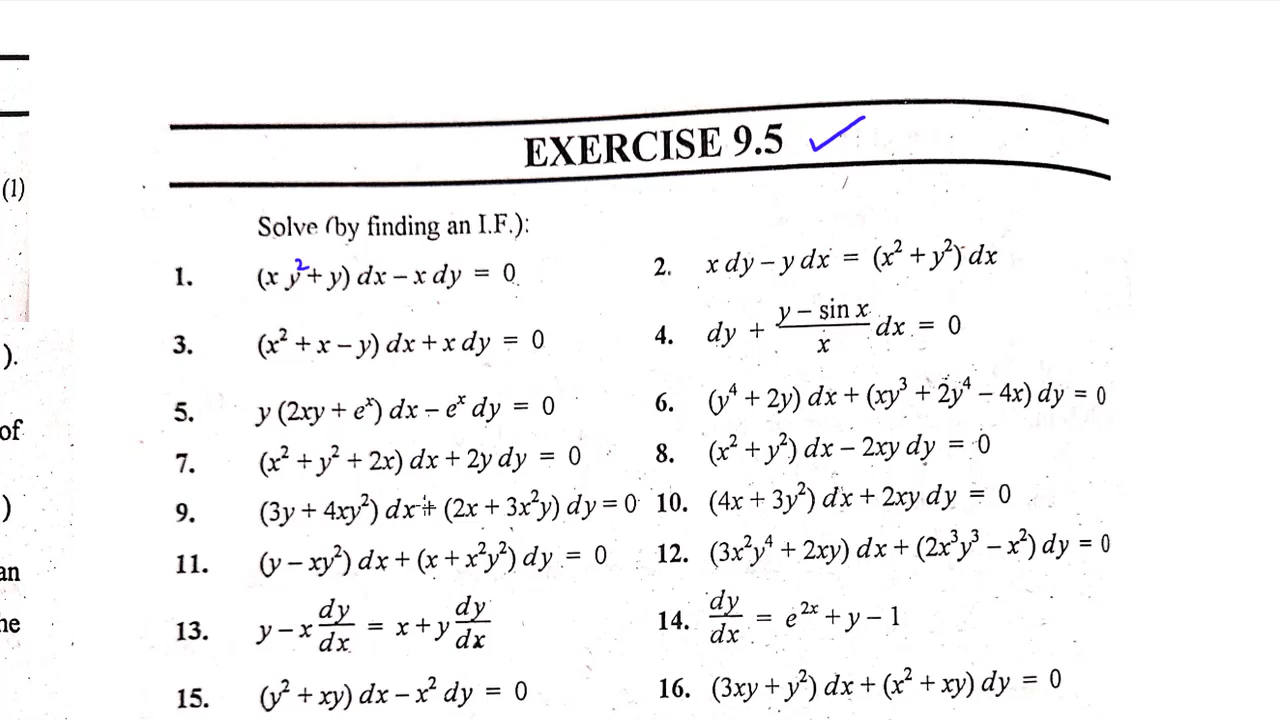 EXERCISE 9.5
(1)
Solve (by finding an I.F.):
1. (x y² + y) dx – x dy = 0
2. x dy – y dx = (x² + y²) dx
3. (x² + x – y) dx + x dy = 0
4. dy + (y – sin x)/x dx = 0
).
5. y (2xy + eˣ) dx – eˣ dy = 0
6. (y⁴ + 2y) dx + (xy³ + 2y⁴ – 4x) dy = 0
of
7. (x² + y² + 2x) dx + 2y dy = 0
8. (x² + y²) dx – 2xy dy = 0
)
9. (3y + 4xy²) dx + (2x + 3x²y) dy = 0
10. (4x + 3y²) dx + 2xy dy = 0
an
11. (y – xy²) dx + (x + x²y²) dy = 0
12. (3x²y⁴ + 2xy) dx + (2x³y³ – x²) dy = 0
he
13. y – x dy/dx = x + y dy/dx
14. dy/dx = e²ˣ + y – 1
15. (y² + xy) dx – x² dy = 0
16. (3xy + y²) dx + (x² + xy) dy = 0